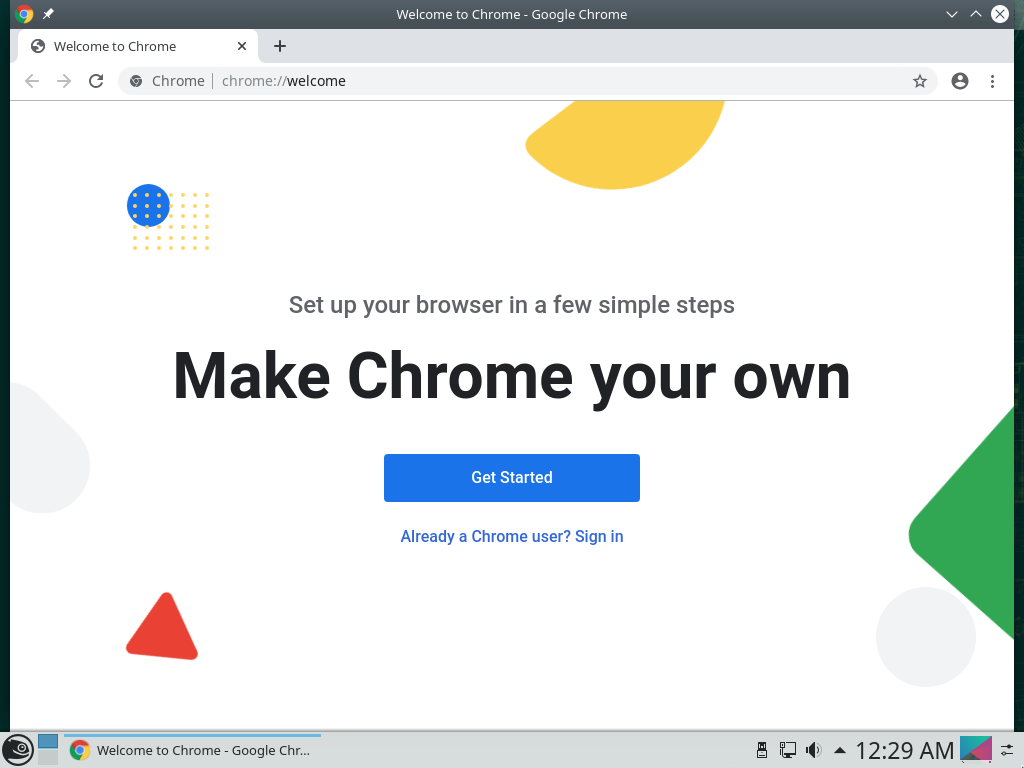 Welcome to Chrome - Google Chrome
Welcome to Chrome
Chrome | chrome://welcome
Set up your browser in a few simple steps
Make Chrome your own
Get Started
Already a Chrome user? Sign in
Welcome to Chrome - Google Chr...
12:29 AM